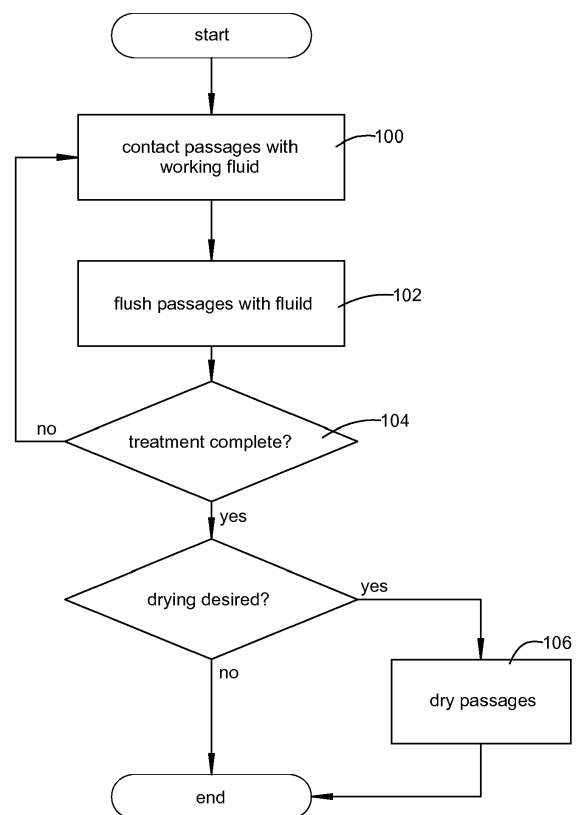 start
contact passages with
working fluid
100
flush passages with fluild
102
treatment complete?
104
no
yes
drying desired?
yes
no
106
dry passages
end